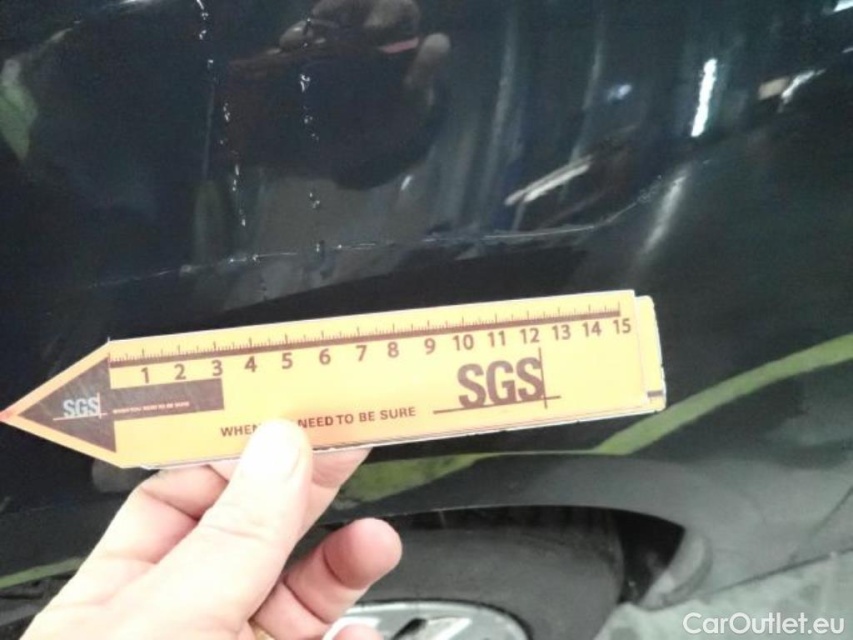 1 2 3 4 5 6 7 8 9 10 11 12 13 14 15
SGS
SGS
WHEN NEED TO BE SURE
CarOutlet.eu